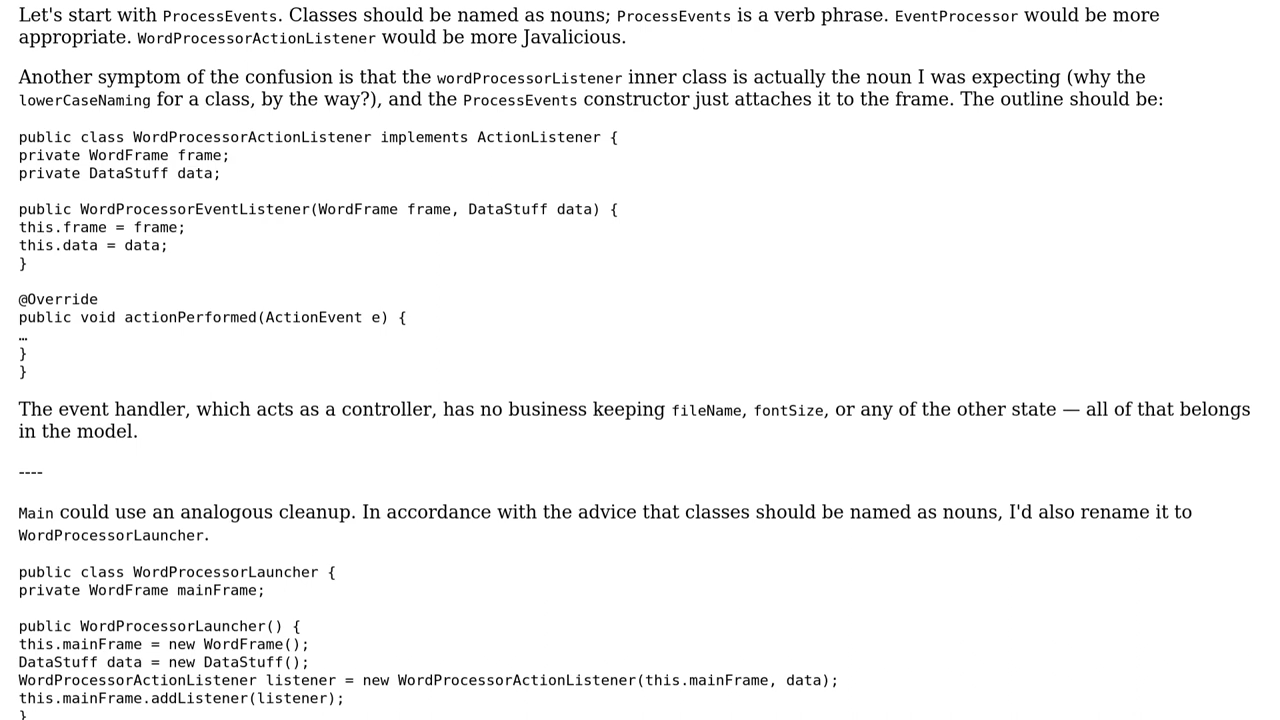 Let's start with ProcessEvents. Classes should be named as nouns; ProcessEvents is a verb phrase. EventProcessor would be more
appropriate. WordProcessorActionListener would be more Javalicious.
Another symptom of the confusion is that the wordProcessorListener inner class is actually the noun I was expecting (why the
lowerCaseNaming for a class, by the way?), and the ProcessEvents constructor just attaches it to the frame. The outline should be:
public class WordProcessorActionListener implements ActionListener {
private WordFrame frame;
private DataStuff data;
public WordProcessorEventListener(WordFrame frame, DataStuff data) {
this.frame = frame;
this.data = data;
}
@Override
public void actionPerformed(ActionEvent e) {
…
}
}
The event handler, which acts as a controller, has no business keeping fileName, fontSize, or any of the other state — all of that belongs
in the model.
----
Main could use an analogous cleanup. In accordance with the advice that classes should be named as nouns, I'd also rename it to
WordProcessorLauncher.
public class WordProcessorLauncher {
private WordFrame mainFrame;
public WordProcessorLauncher() {
this.mainFrame = new WordFrame();
DataStuff data = new DataStuff();
WordProcessorActionListener listener = new WordProcessorActionListener(this.mainFrame, data);
this.mainFrame.addListener(listener);
}